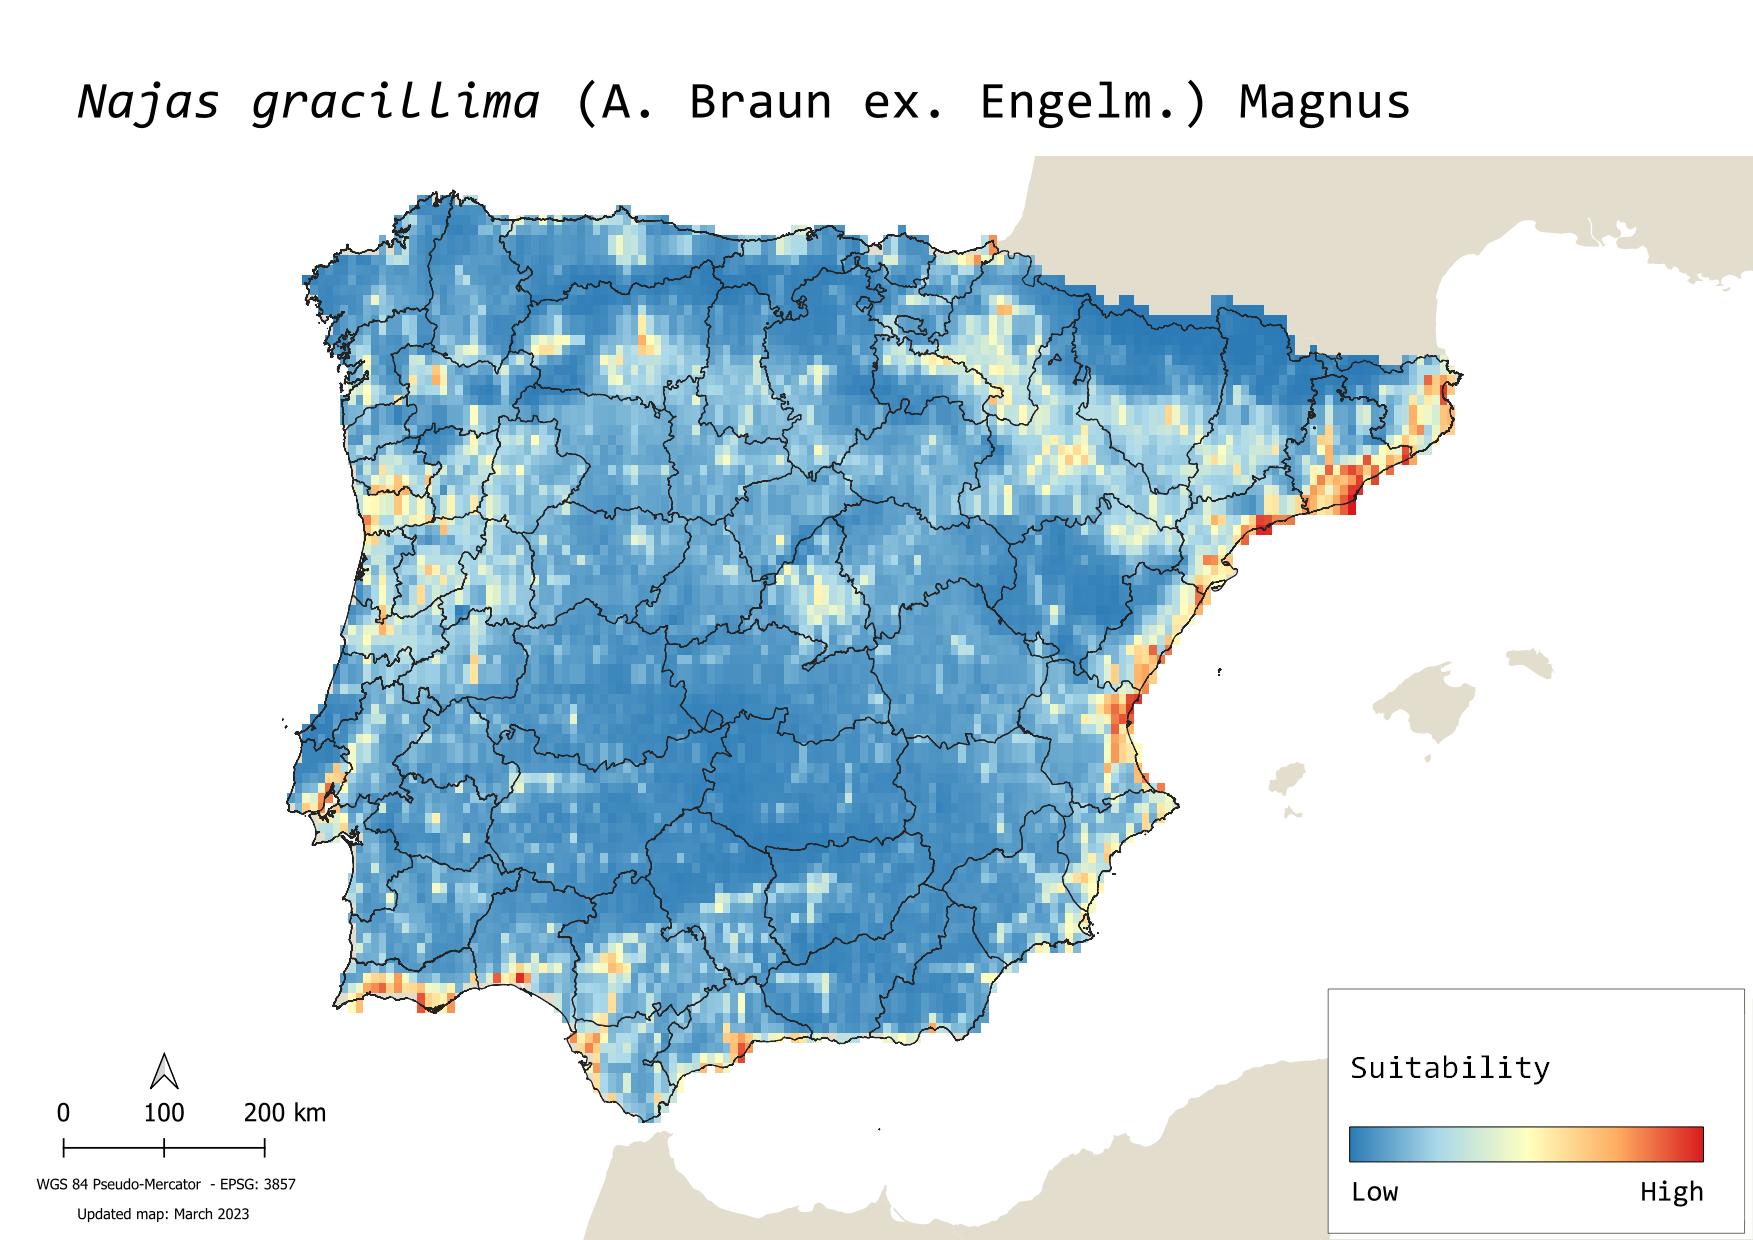 Najas gracillima (A. Braun ex. Engelm.) Magnus
Suitability
Low High
0 100 200 km
WGS 84 Pseudo-Mercator - EPSG: 3857
Updated map: March 2023